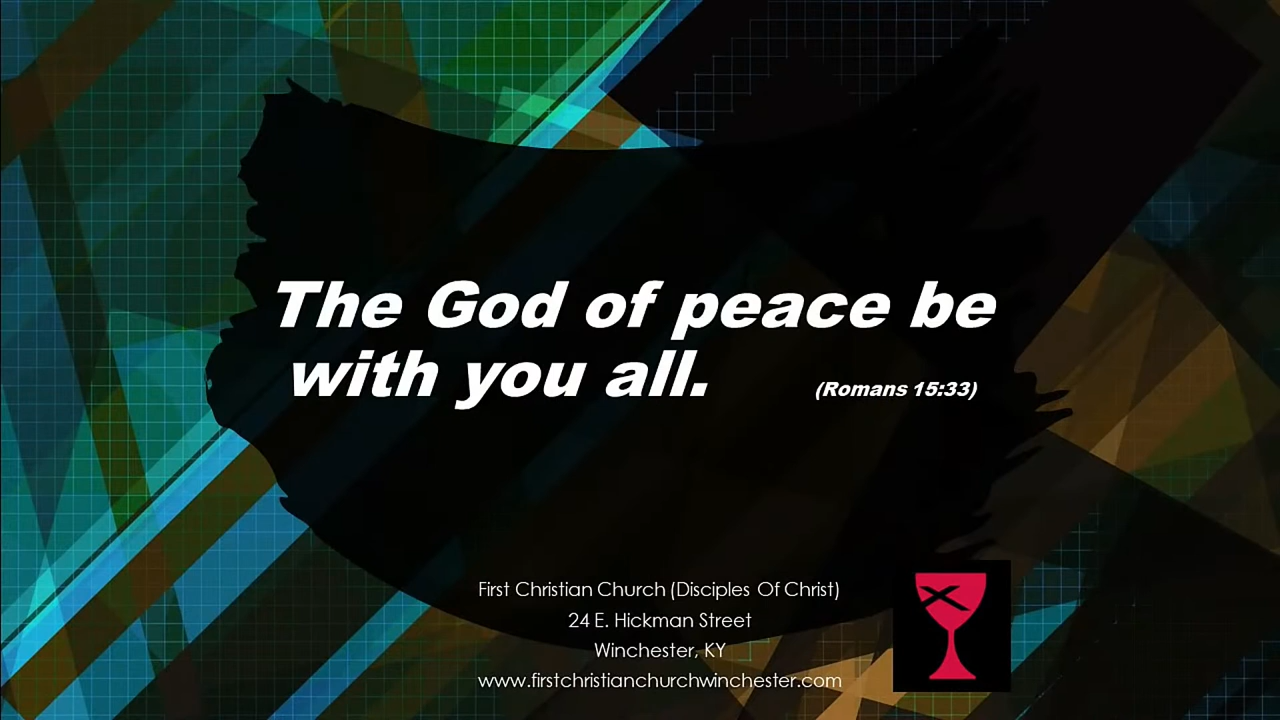 The God of peace be
with you all. (Romans 15:33)
First Christian Church (Disciples Of Christ)
24 E. Hickman Street
Winchester, KY
www.firstchristianchurchwinchester.com